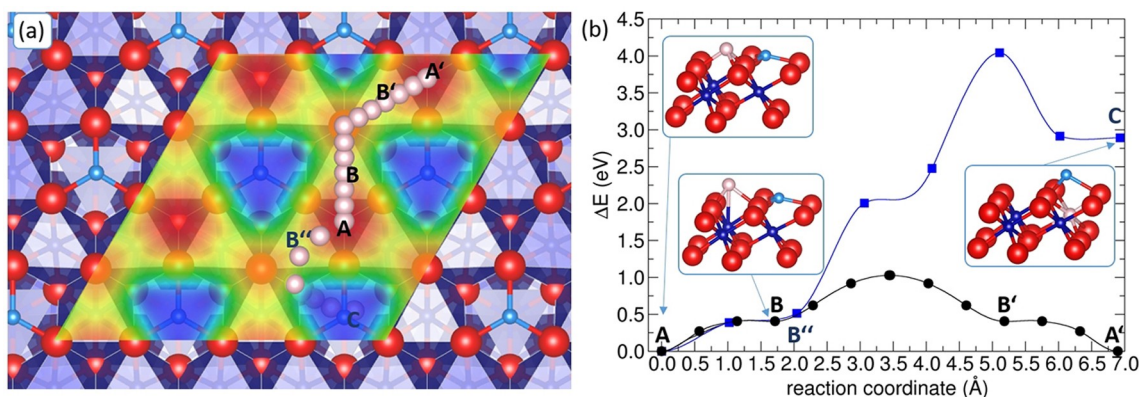 (a)
A‘
B‘
B
A
B‘‘
C
(b)
ΔE (eV)
4.5
4.0
3.5
3.0
2.5
2.0
1.5
1.0
0.5
0.0
C
A
B
B‘‘
B‘
A‘
0.0 0.5 1.0 1.5 2.0 2.5 3.0 3.5 4.0 4.5 5.0 5.5 6.0 6.5 7.0
reaction coordinate (Å)